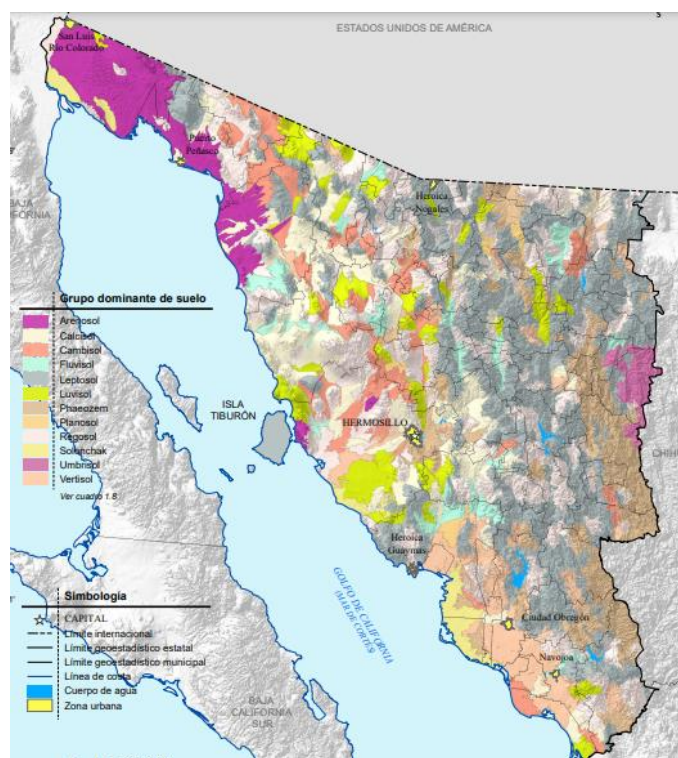 ESTADOS UNIDOS DE AMÉRICA
San Luis
Río Colorado
Puerto
Peñasco
BAJA
CALIFORNIA
Heroica
Nogales
Grupo dominante de suelo
Arenosol
Calcisol
Cambisol
Fluvisol
Leptosol
Luvisol
Phaeozem
Planosol
Regosol
Solonchak
Umbrisol
Vertisol
Ver cuadro 1.8
ISLA
TIBURÓN
HERMOSILLO
CHIH
Heroica
Guaymas
GOLFO DE CALIFORNIA
(MAR DE CORTÉS)
Ciudad Obregón
Navojoa
Simbología
CAPITAL
Límite internacional
Límite geoestadístico estatal
Límite geoestadístico municipal
Línea de costa
Cuerpo de agua
Zona urbana
BAJA
CALIFORNIA
SUR